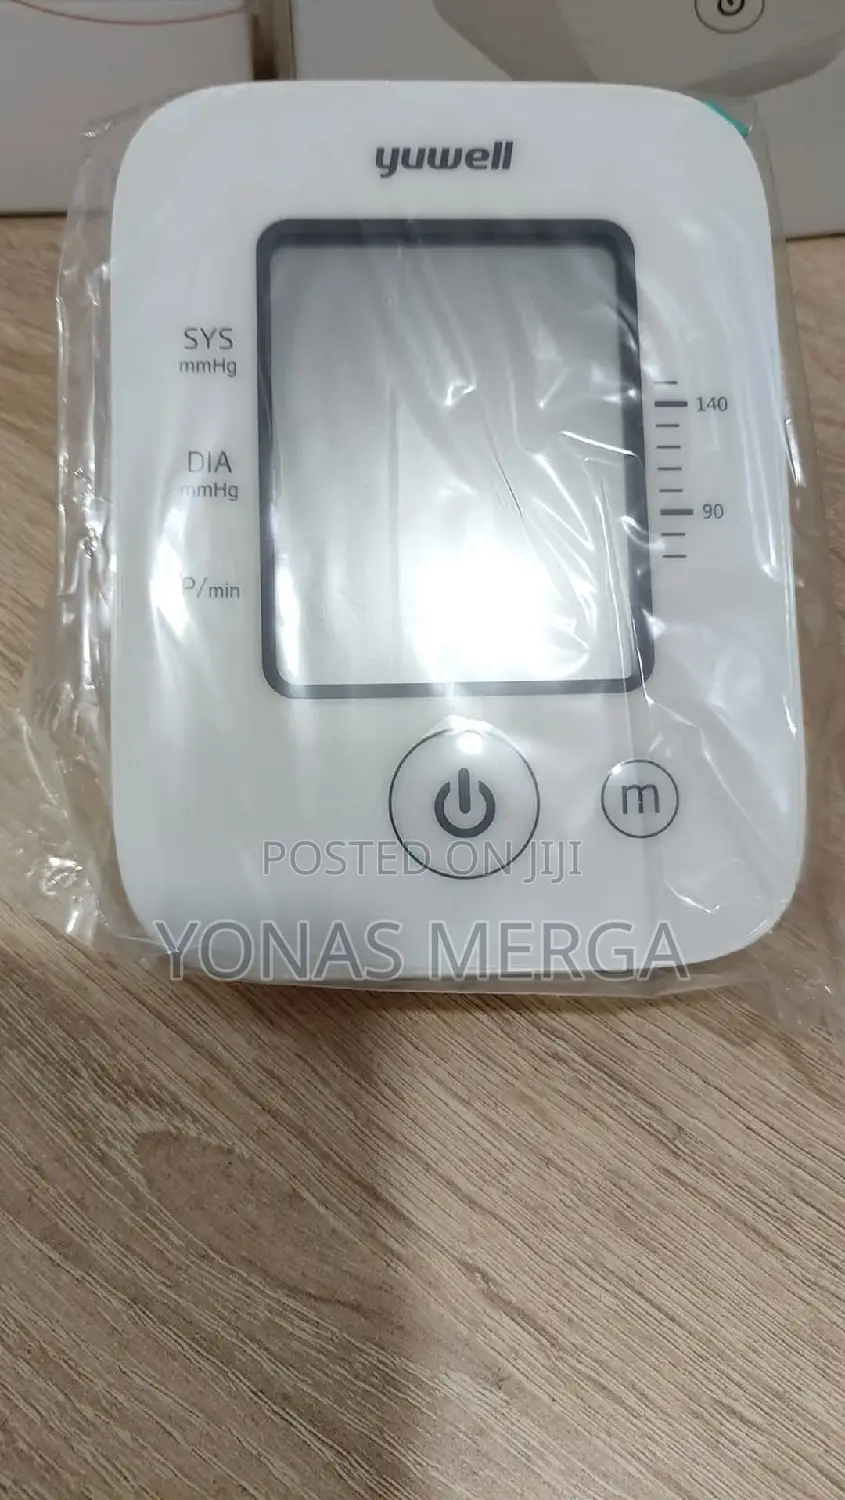 yuwell
SYS
mmHg
140
DIA
mmHg
90
P/min
m
POSTED ON JIJI
YONAS MERGA